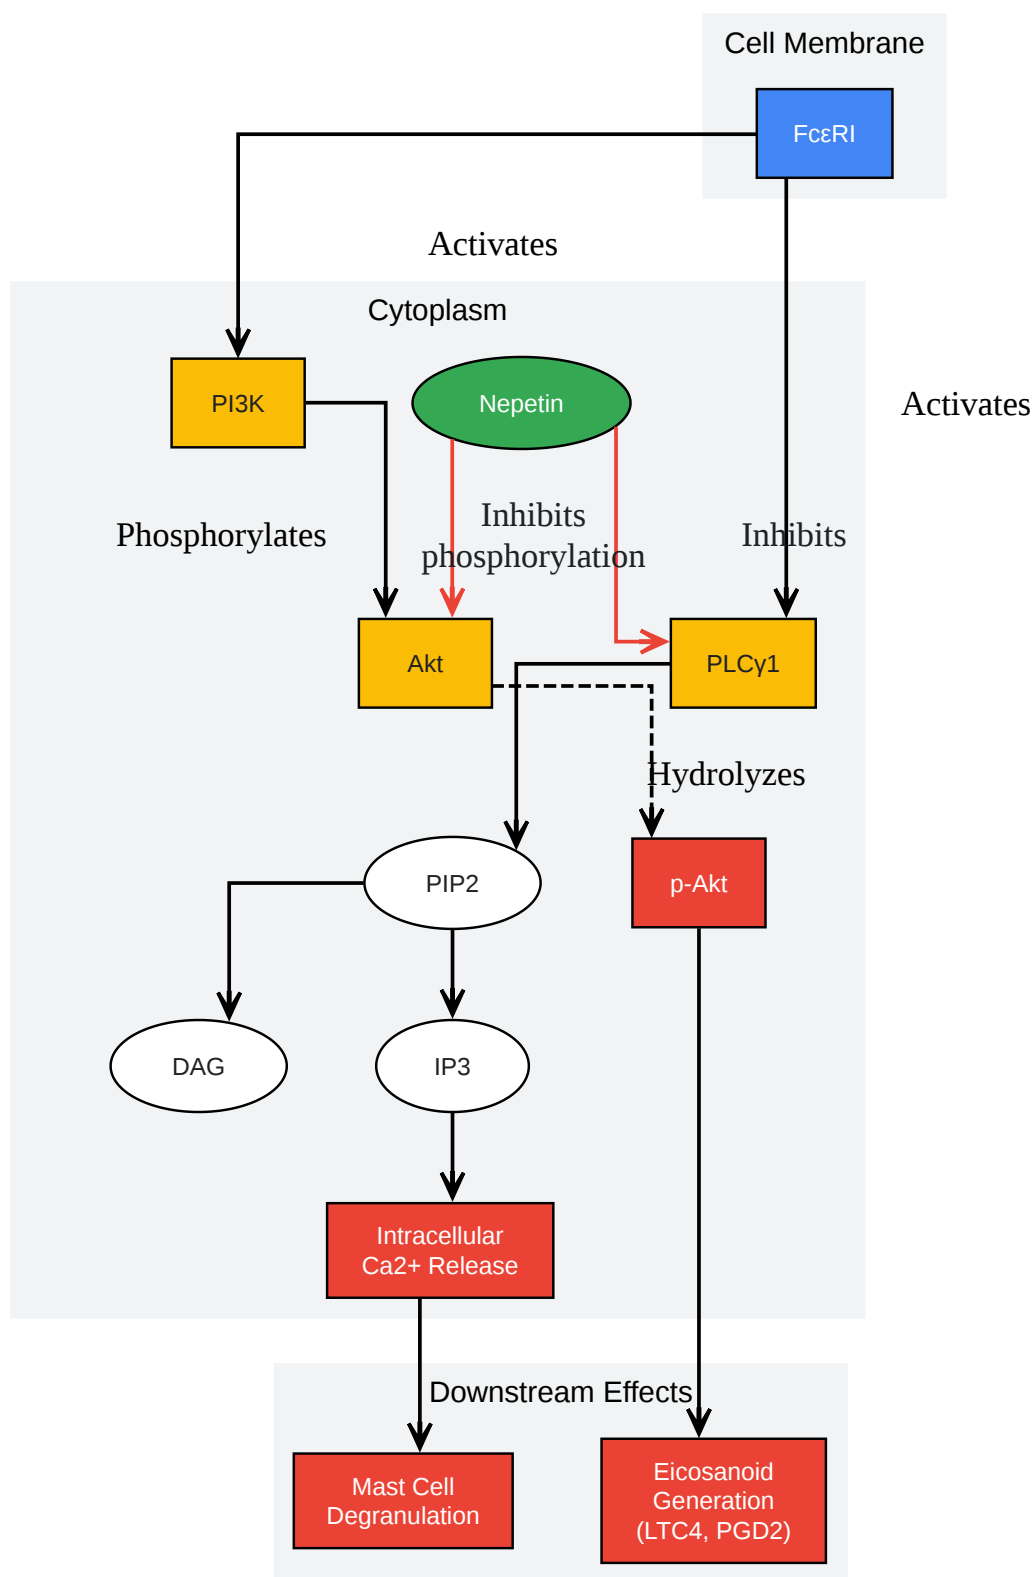 Cell Membrane
FcεRI
Activates
Cytoplasm
PI3K
Nepetin
Activates
Phosphorylates
Inhibits
phosphorylation
Inhibits
Akt
PLCγ1
Hydrolyzes
PIP2
p-Akt
DAG
IP3
Intracellular
Ca2+ Release
Downstream Effects
Mast Cell
Degranulation
Eicosanoid
Generation
(LTC4, PGD2)